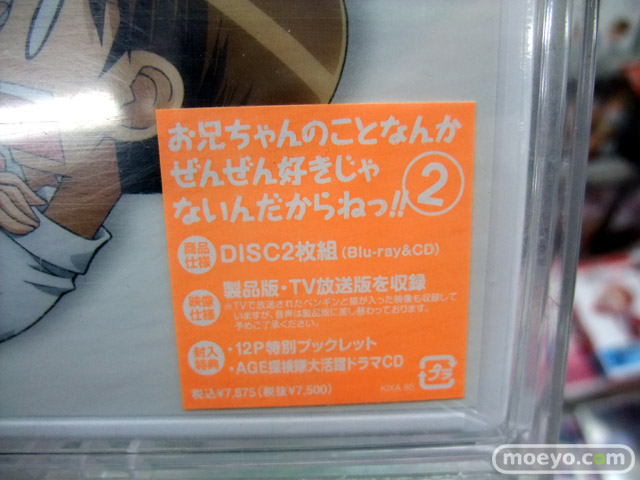 お兄ちゃんのことなんか
ぜんぜん好きじゃ
ないんだからねっ!! ②
商品仕様 DISC2枚組(Blu-ray&CD)
映像仕様 製品版・TV放送版を収録
※TVで放送されたペンギンと猫が入った映像も収録して
いますが、音声は製品版に差し替わっております。
予めご了承ください。
封入特典 ・12P特別ブックレット
・AGE探検隊大活躍ドラマCD
税込¥7,875(税抜¥7,500)
KIXA 85
プラ
moeyo.com